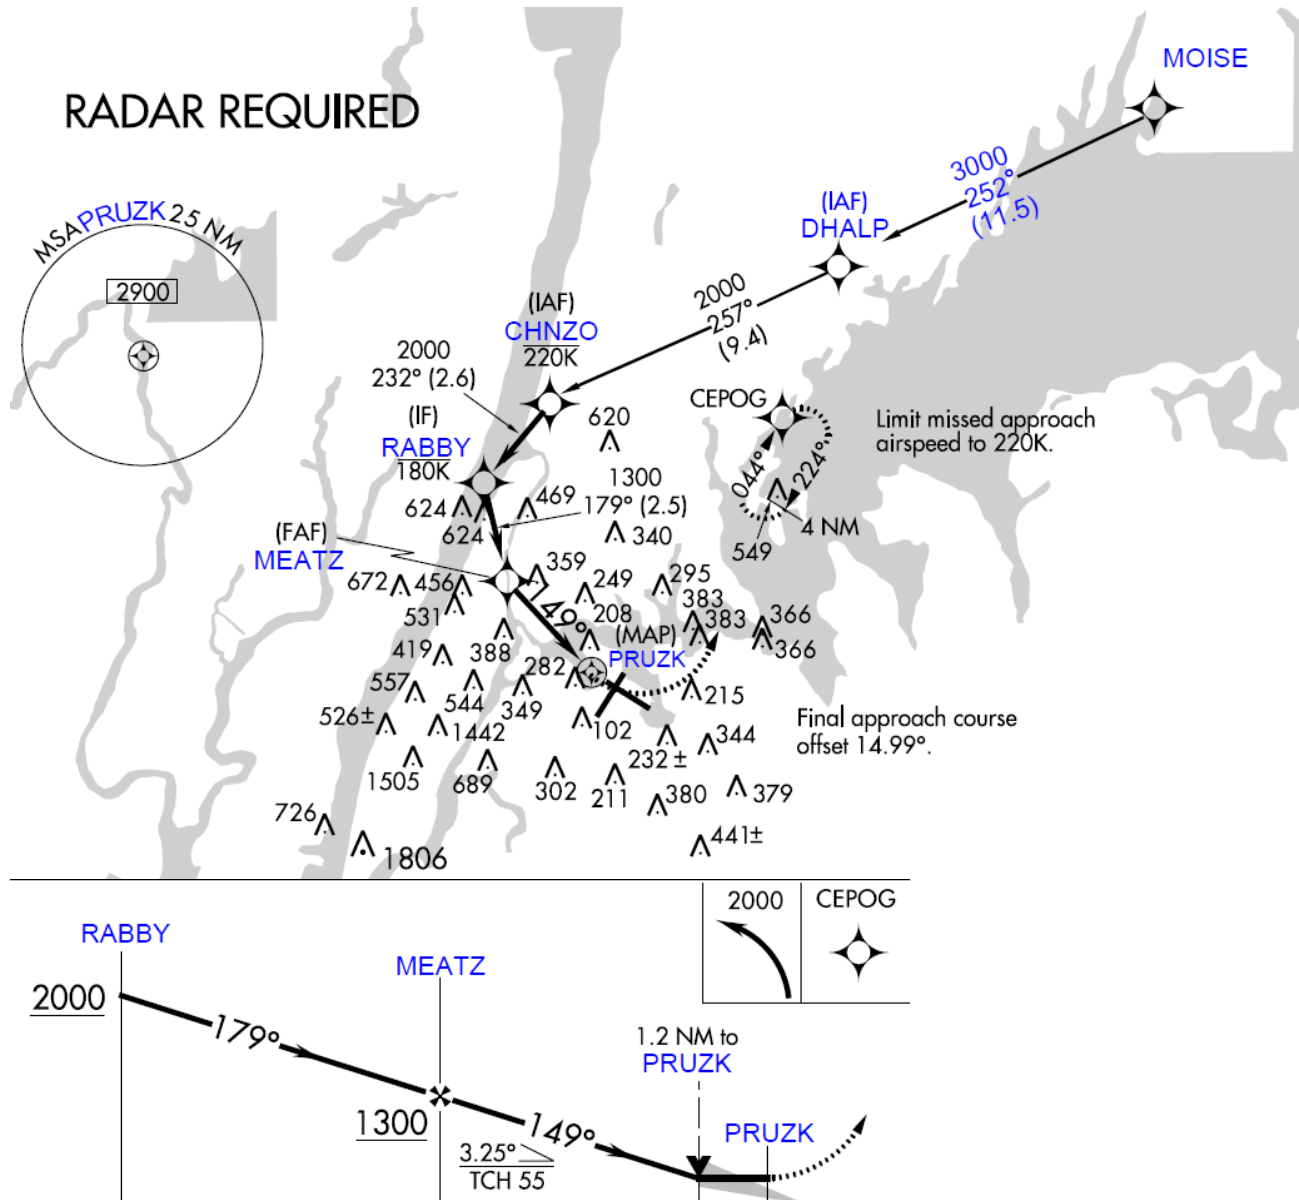 MOISE
RADAR REQUIRED
3000
252°
(11.5)
(IAF)
DHALP
MSA PRUZK 25 NM
2900
2000
257°
(9.4)
(IAF)
CHNZO
220K
2000
232° (2.6)
(IF)
RABBY
180K
CEPOG
Limit missed approach
airspeed to 220K.
620
044°
224°
4 NM
549
1300
179° (2.5)
624
624
469
340
(FAF)
MEATZ
672
456
359
249
295
531
149°
208
383
383
366
366
(MAP)
PRUZK
419
388
282
557
544
349
215
526±
1442
102
232±
344
Final approach course
offset 14.99°.
1505
689
302
211
380
379
726
1806
441±
2000
CEPOG
RABBY
MEATZ
2000
179°
1.2 NM to
PRUZK
1300
149°
PRUZK
3.25°
TCH 55